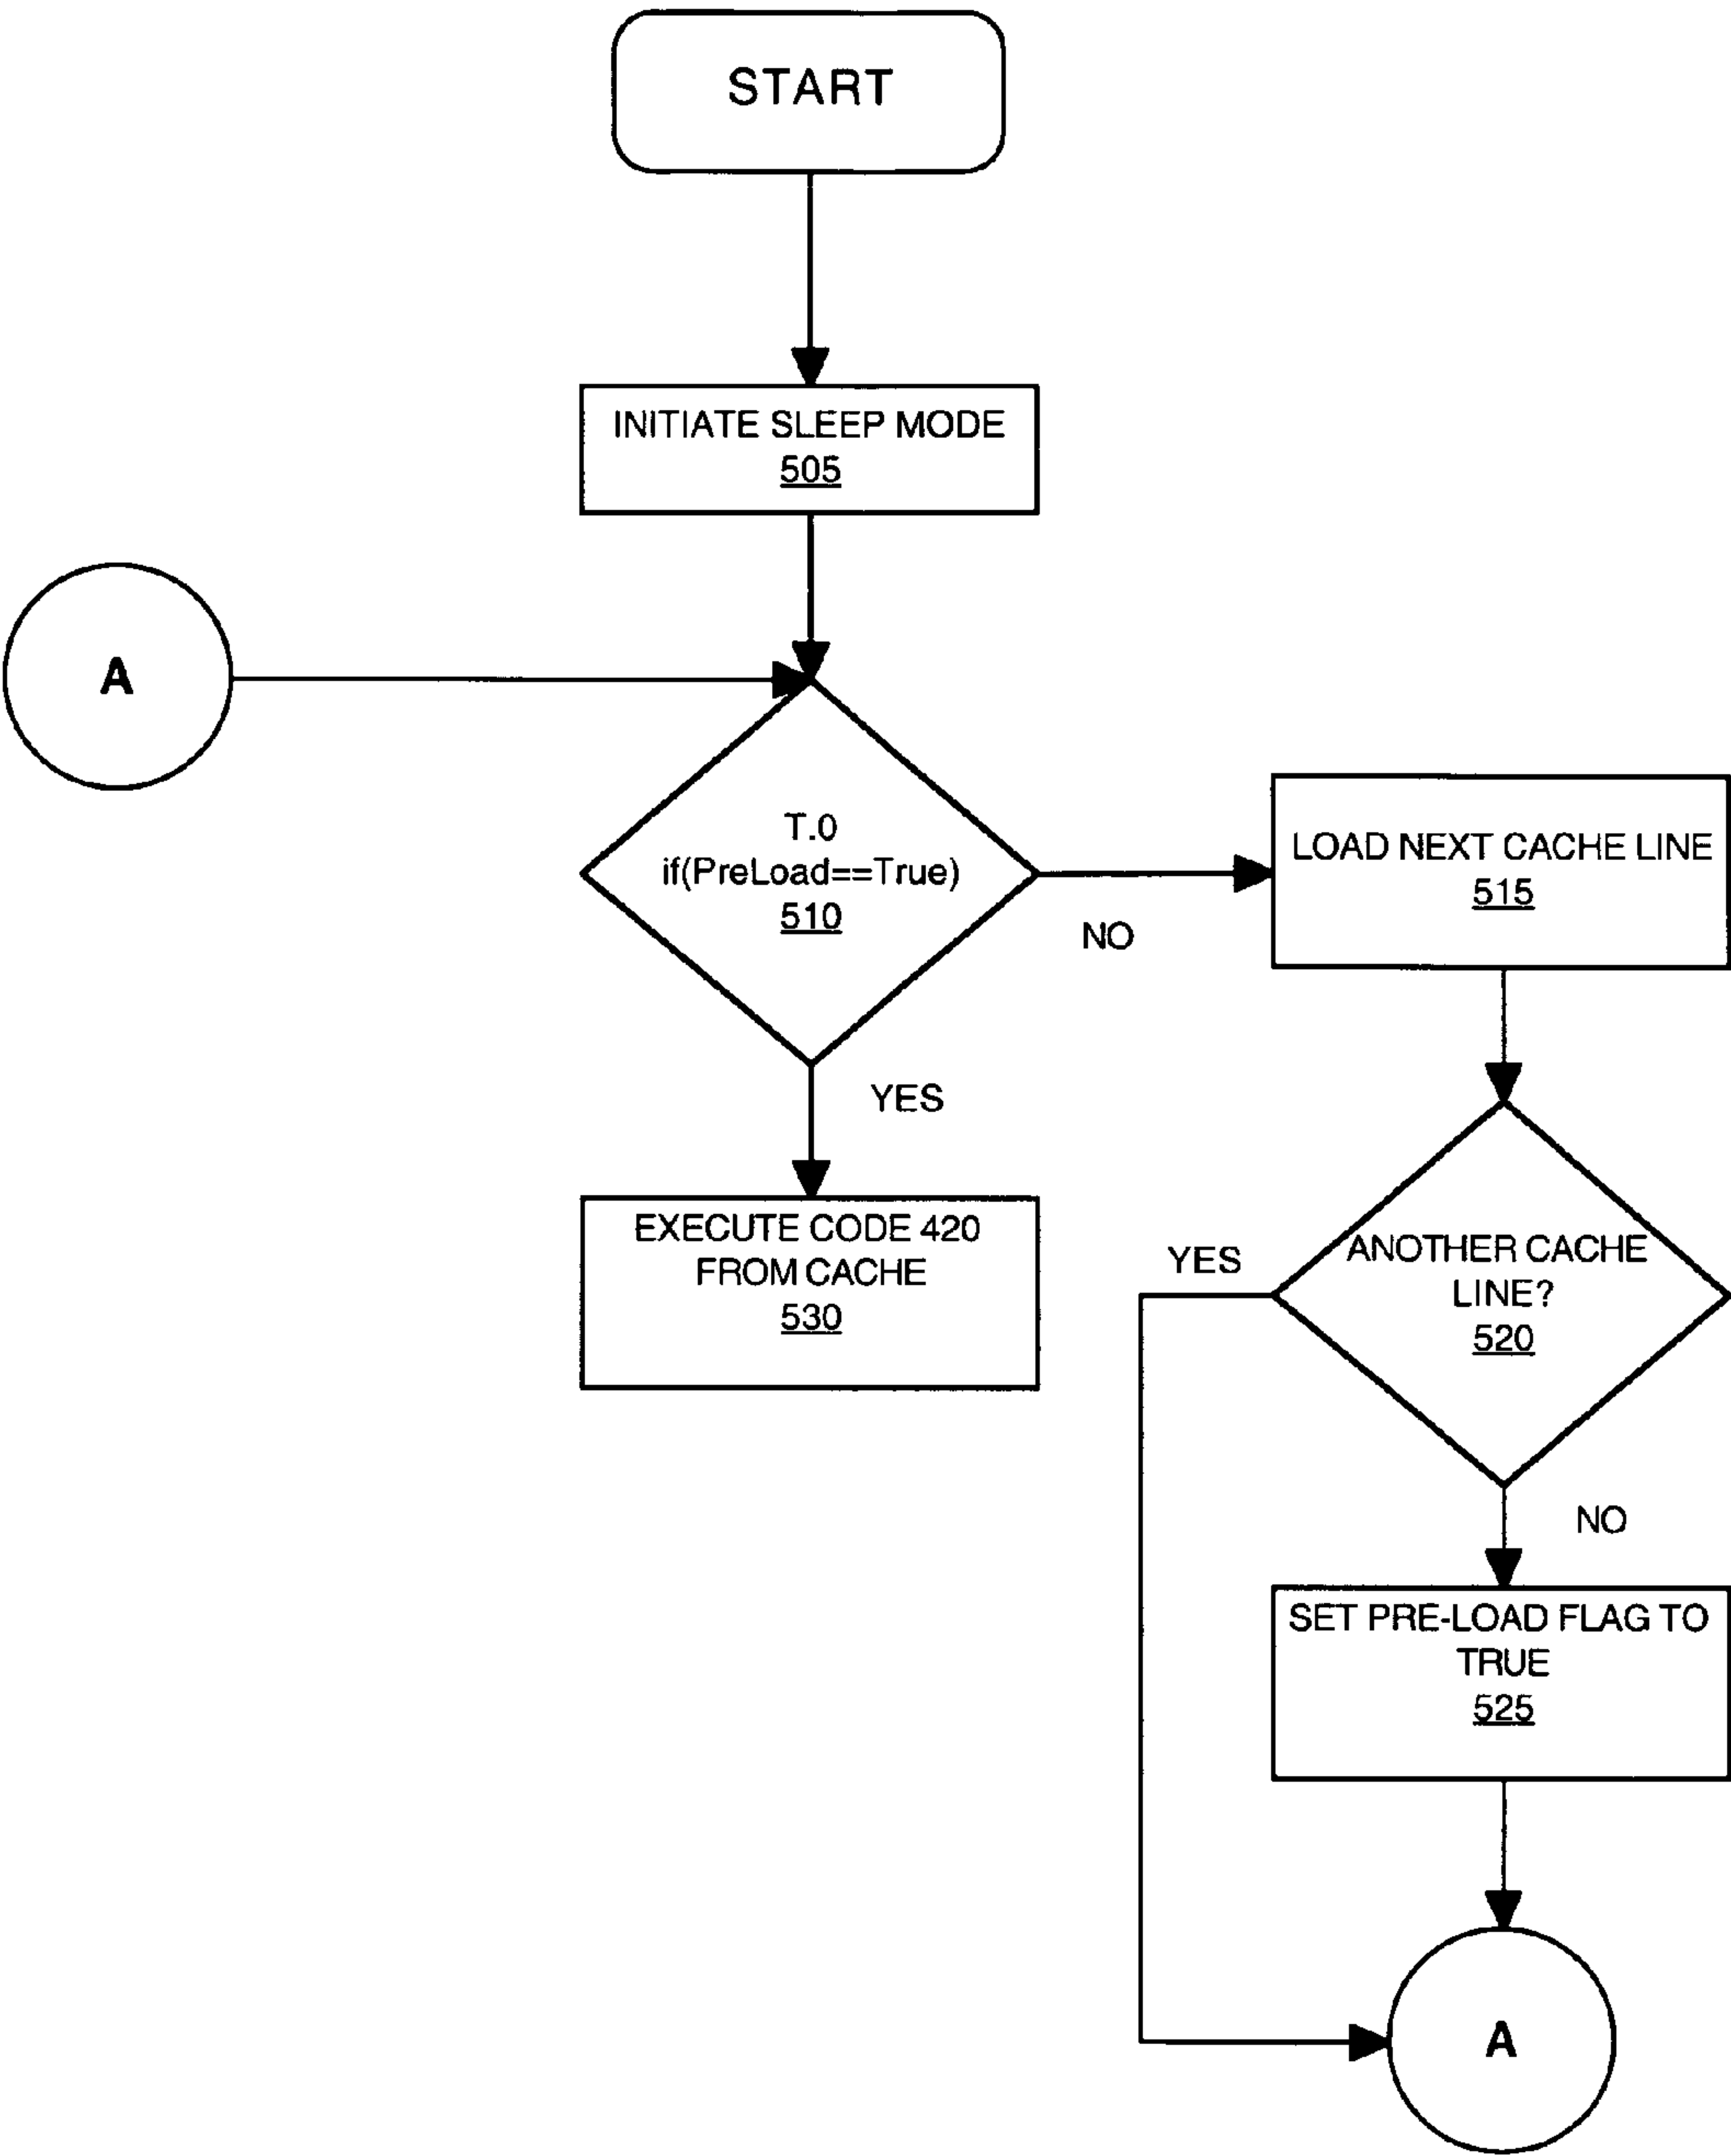 START
INITIATE SLEEP MODE
505
A
T.0
if(PreLoad==True)
510
NO
LOAD NEXT CACHE LINE
515
YES
EXECUTE CODE 420
FROM CACHE
530
YES
ANOTHER CACHE
LINE?
520
NO
SET PRE-LOAD FLAG TO
TRUE
525
A